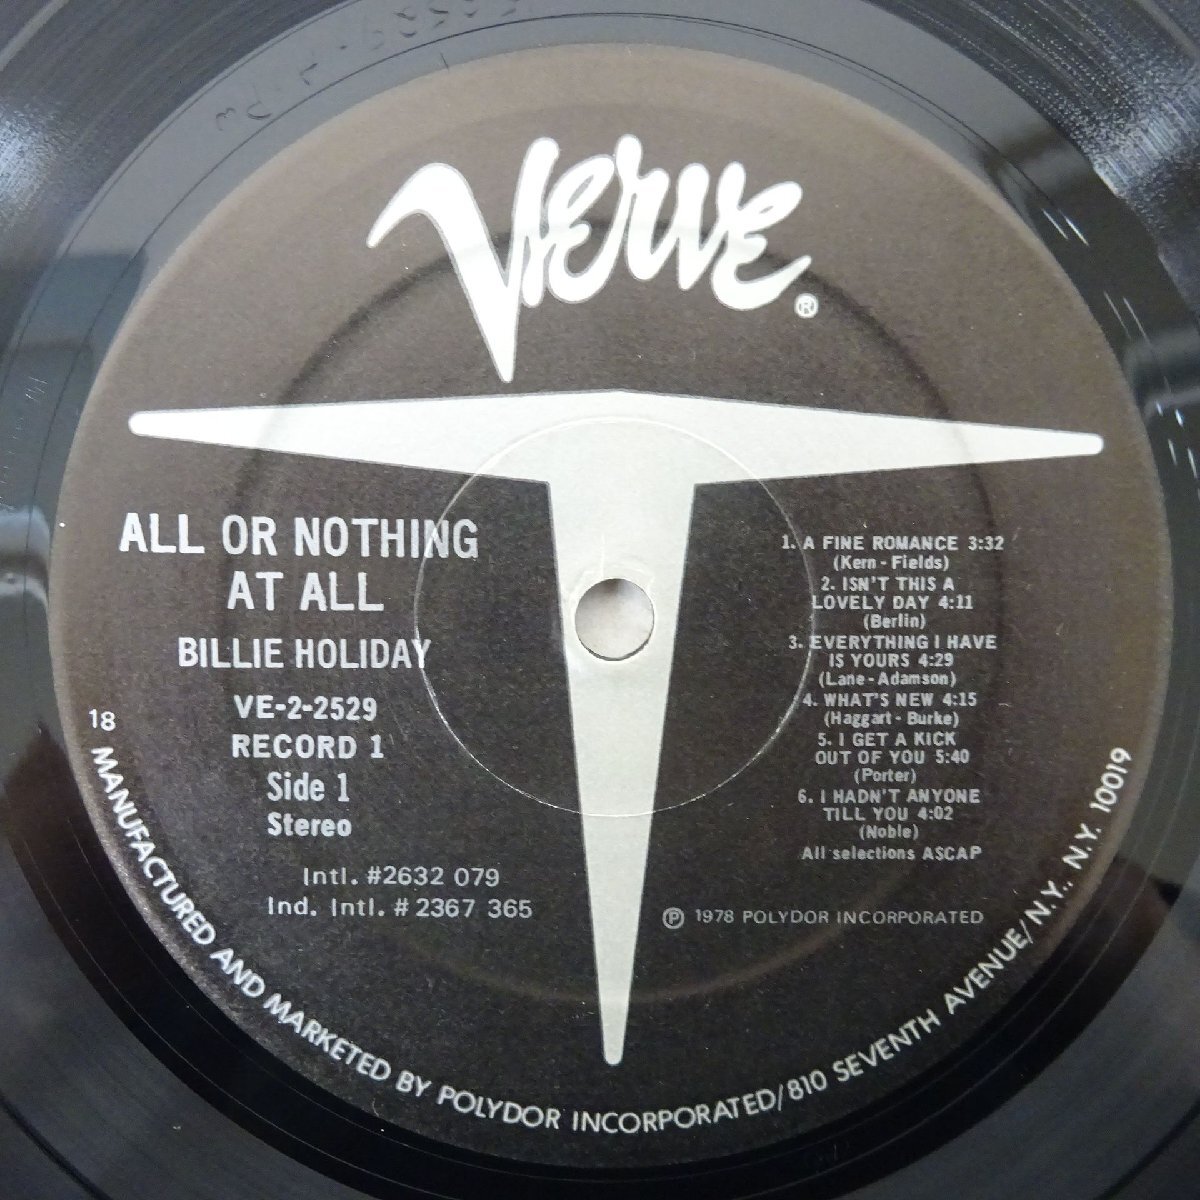 Verve®
ALL OR NOTHING
AT ALL
BILLIE HOLIDAY
VE-2-2529
RECORD 1
Side 1
Stereo
Intl. #2632 079
Ind. Intl. # 2367 365
1. A FINE ROMANCE 3:32
(Kern - Fields)
2. ISN'T THIS A
LOVELY DAY 4:11
(Berlin)
3. EVERYTHING I HAVE
IS YOURS 4:29
(Lane - Adamson)
4. WHAT'S NEW 4:15
(Haggart - Burke)
5. I GET A KICK
OUT OF YOU 5:40
(Porter)
6. I HADN'T ANYONE
TILL YOU 4:02
(Noble)
All selections ASCAP
℗ 1978 POLYDOR INCORPORATED
18
MANUFACTURED AND MARKETED BY POLYDOR INCORPORATED/810 SEVENTH AVENUE/N.Y., N.Y. 10019